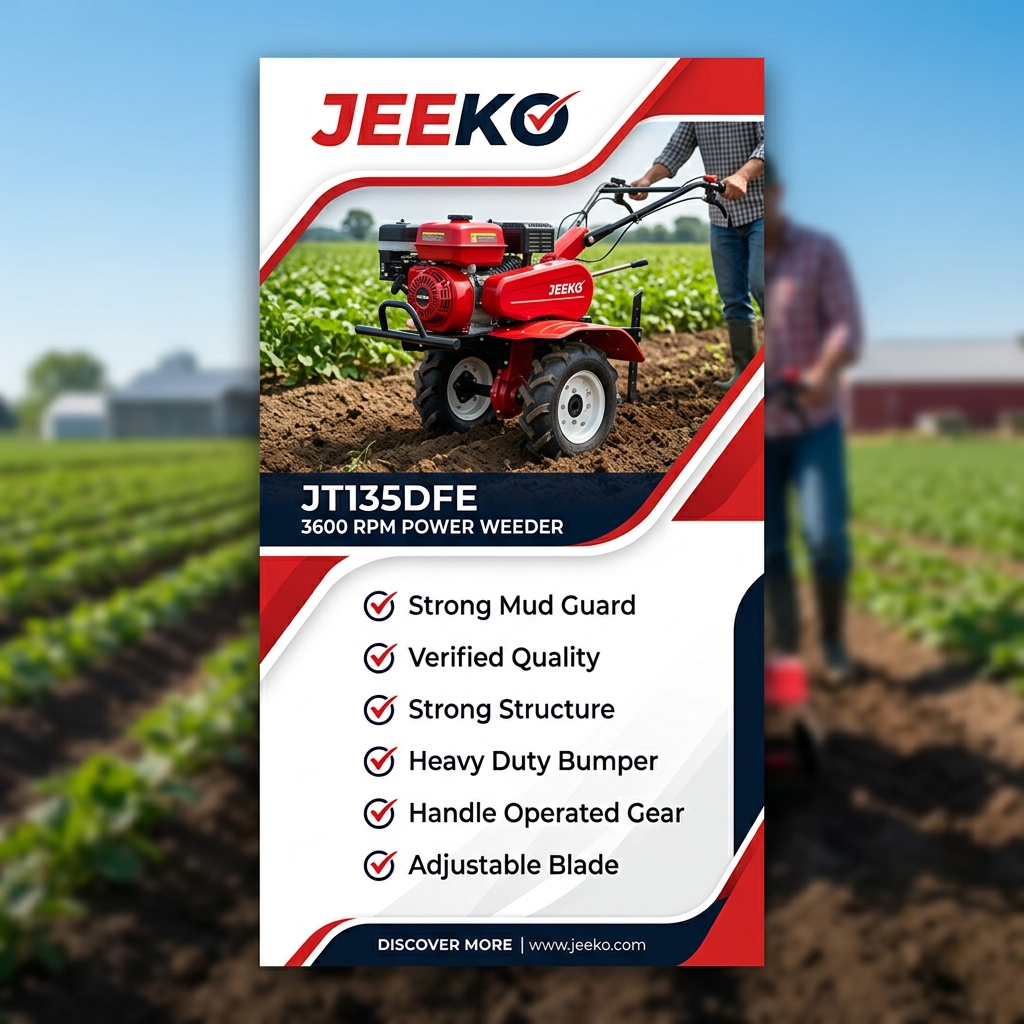 JEEKO
JEEKO
JT135DFE
3600 RPM POWER WEEDER
Strong Mud Guard
Verified Quality
Strong Structure
Heavy Duty Bumper
Handle Operated Gear
Adjustable Blade
DISCOVER MORE | www.jeeko.com